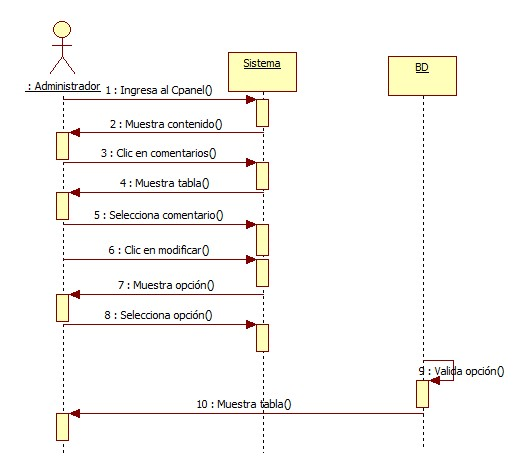 Sistema
BD
: Administrador
1 : Ingresa al Cpanel()
2 : Muestra contenido()
3 : Clic en comentarios()
4 : Muestra tabla()
5 : Selecciona comentario()
6 : Clic en modificar()
7 : Muestra opción()
8 : Selecciona opción()
9 : Valida opción()
10 : Muestra tabla()